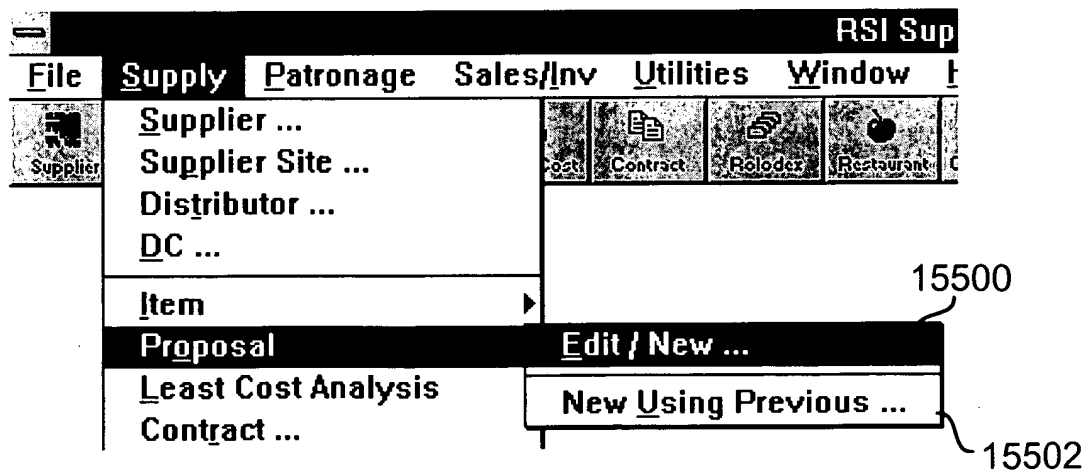 RSI Sup
File Supply Patronage Sales/Inv Utilities Window H
Supplier Cost Contract Rolodex Restaurant
Supplier ...
Supplier Site ...
Distributor ...
DC ...
15500
Item
Proposal Edit / New ...
Least Cost Analysis New Using Previous ...
Contract ...
15502